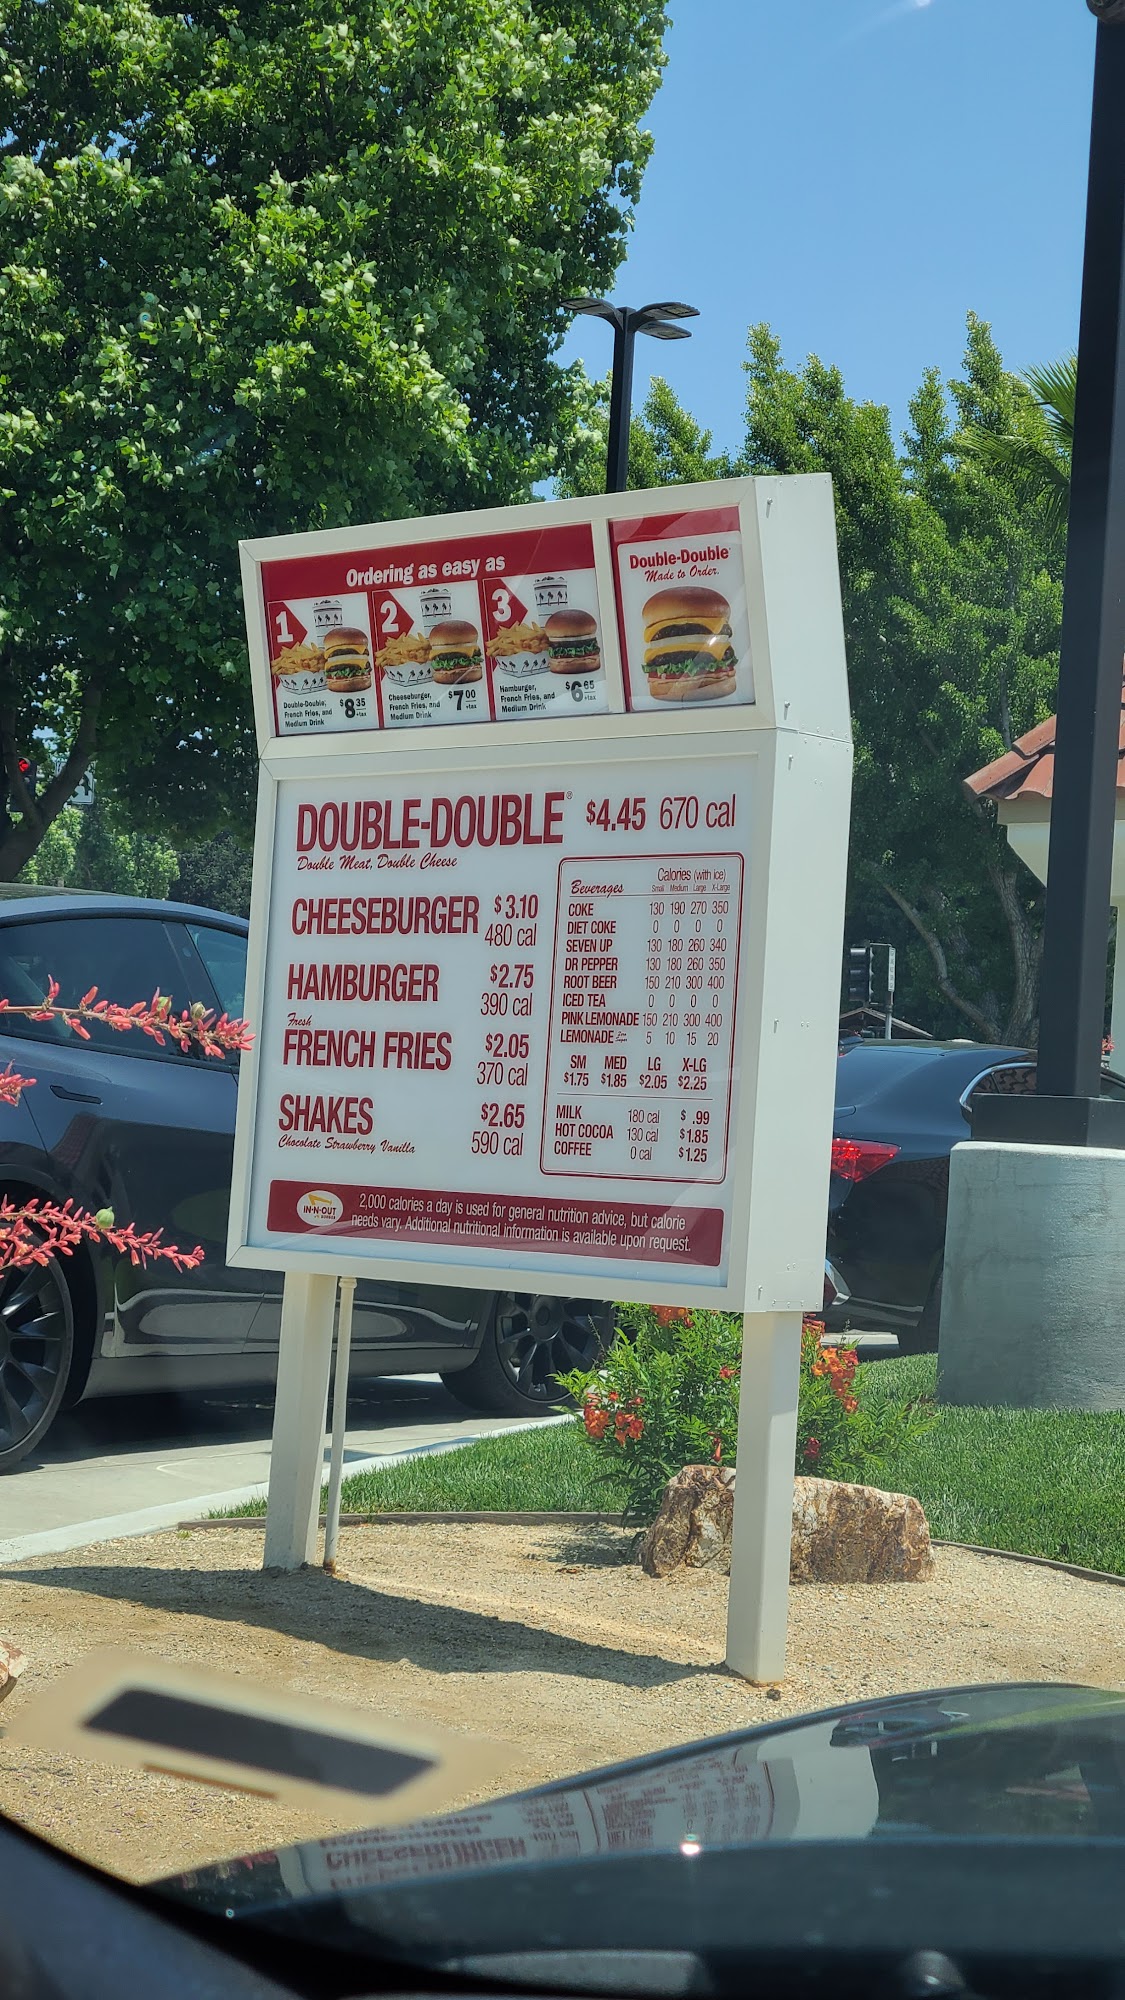 Ordering as easy as
1
Double-Double,
French Fries, and
Medium Drink
$8 35
+tax
2
Cheeseburger,
French Fries, and
Medium Drink
$7 00
+tax
3
Hamburger,
French Fries, and
Medium Drink
$6 65
+tax
Double-Double
Made to Order.
DOUBLE-DOUBLE® $4.45 670 cal
Double Meat, Double Cheese
CHEESEBURGER $3.10
480 cal
HAMBURGER $2.75
390 cal
Fresh
FRENCH FRIES $2.05
370 cal
SHAKES $2.65
Chocolate Strawberry Vanilla 590 cal
Calories (with ice)
Beverages Small Medium Large X-Large
COKE 130 190 270 350
DIET COKE 0 0 0 0
SEVEN UP 130 180 260 340
DR PEPPER 130 180 260 350
ROOT BEER 150 210 300 400
ICED TEA 0 0 0 0
PINK LEMONADE 150 210 300 400
LEMONADE 5 10 15 20
SM MED LG X-LG
$1.75 $1.85 $2.05 $2.25
MILK 180 cal $ .99
HOT COCOA 130 cal $1.85
COFFEE 0 cal $1.25
IN-N-OUT
BURGER
2,000 calories a day is used for general nutrition advice, but calorie
needs vary. Additional nutritional information is available upon request.